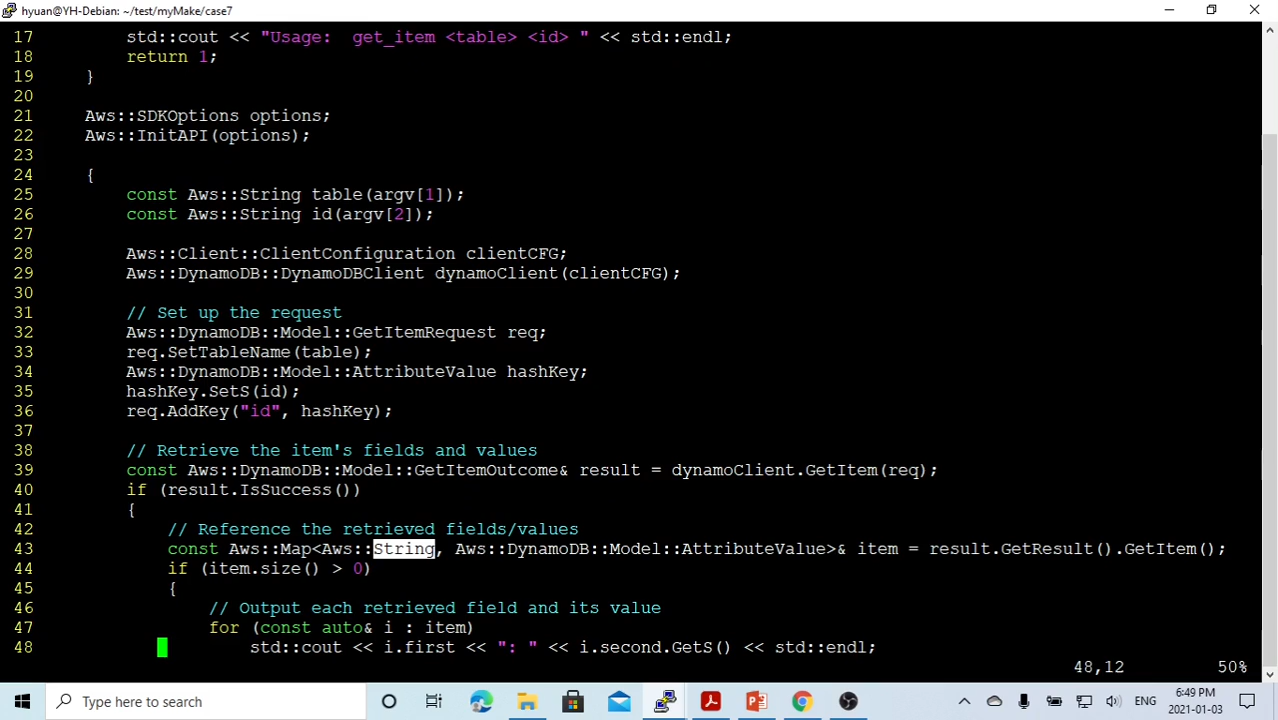 hyuan@YH-Debian: ~/test/myMake/case7
17         std::cout << "Usage:  get_item <table> <id> " << std::endl;
18         return 1;
19     }
20
21     Aws::SDKOptions options;
22     Aws::InitAPI(options);
23
24     {
25         const Aws::String table(argv[1]);
26         const Aws::String id(argv[2]);
27
28         Aws::Client::ClientConfiguration clientCFG;
29         Aws::DynamoDB::DynamoDBClient dynamoClient(clientCFG);
30
31         // Set up the request
32         Aws::DynamoDB::Model::GetItemRequest req;
33         req.SetTableName(table);
34         Aws::DynamoDB::Model::AttributeValue hashKey;
35         hashKey.SetS(id);
36         req.AddKey("id", hashKey);
37
38         // Retrieve the item's fields and values
39         const Aws::DynamoDB::Model::GetItemOutcome& result = dynamoClient.GetItem(req);
40         if (result.IsSuccess())
41         {
42             // Reference the retrieved fields/values
43             const Aws::Map<Aws::String, Aws::DynamoDB::Model::AttributeValue>& item = result.GetResult().GetItem();
44             if (item.size() > 0)
45             {
46                 // Output each retrieved field and its value
47                 for (const auto& i : item)
48                     std::cout << i.first << ": " << i.second.GetS() << std::endl;
48,12 50%
Type here to search
ENG
6:49 PM
2021-01-03